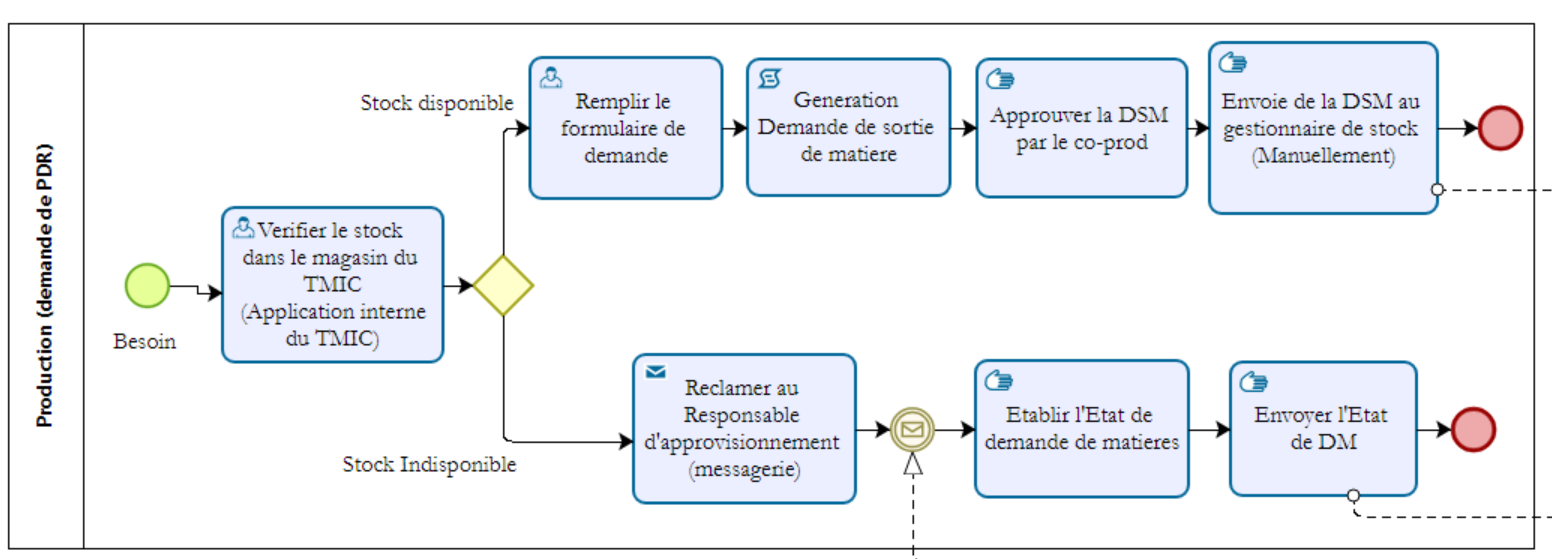 Production (demande de PDR)
Besoin
Verifier le stock
dans le magasin du
TMIC
(Application interne
du TMIC)
Stock disponible
Remplir le
formulaire de
demande
Generation
Demande de sortie
de matiere
Approuver la DSM
par le co-prod
Envoie de la DSM au
gestionnaire de stock
(Manuellement)
Stock Indisponible
Reclamer au
Responsable
d'approvisionnement
(messagerie)
Etablir l'Etat de
demande de matieres
Envoyer l'Etat
de DM